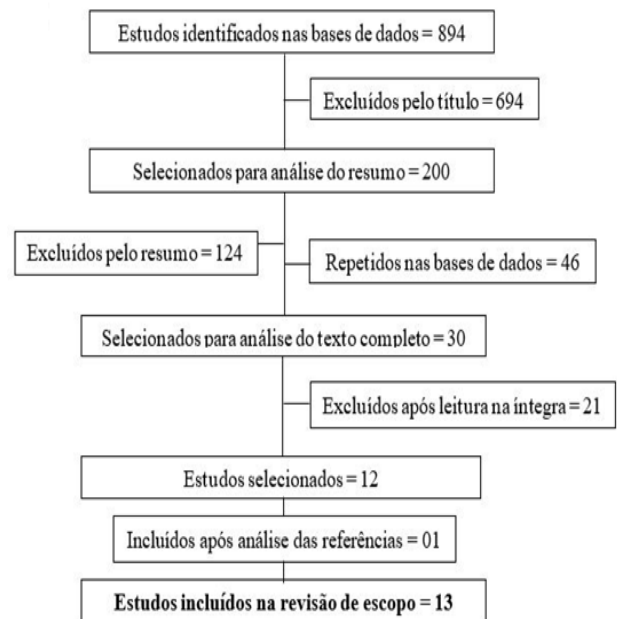 Estudos identificados nas bases de dados = 894
Excluídos pelo título = 694
Selecionados para análise do resumo = 200
Excluídos pelo resumo = 124
Repetidos nas bases de dados = 46
Selecionados para análise do texto completo = 30
Excluídos após leitura na íntegra = 21
Estudos selecionados = 12
Incluídos após análise das referências = 01
Estudos incluídos na revisão de escopo = 13